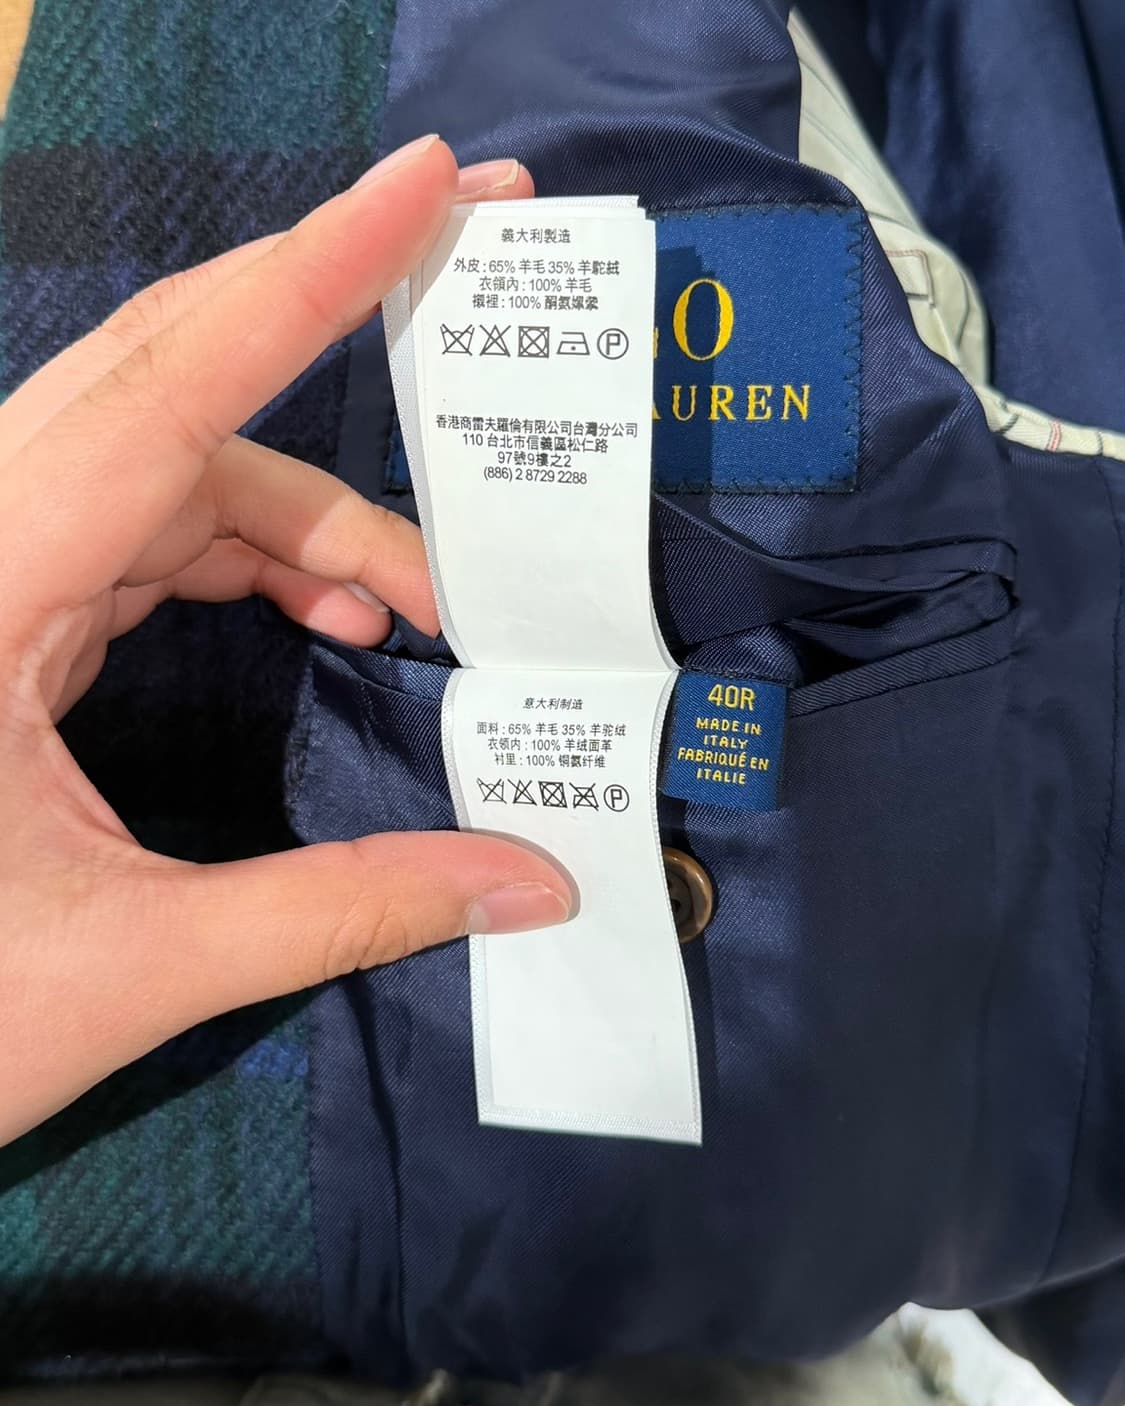 義大利製造
外皮 : 65% 羊毛 35% 羊駝絨
衣領內 : 100% 羊毛
襯裡 : 100% 酮氨嫘縈
P
香港商雷夫羅倫有限公司台灣分公司
110 台北市信義區松仁路
97號9樓之2
(886) 2 8729 2288
O
AUREN
意大利制造
面料 : 65% 羊毛 35% 羊驼绒
衣领内 : 100% 羊绒面革
衬里 : 100% 铜氨纤维
P
40R
MADE IN
ITALY
FABRIQUÉ EN
ITALIE